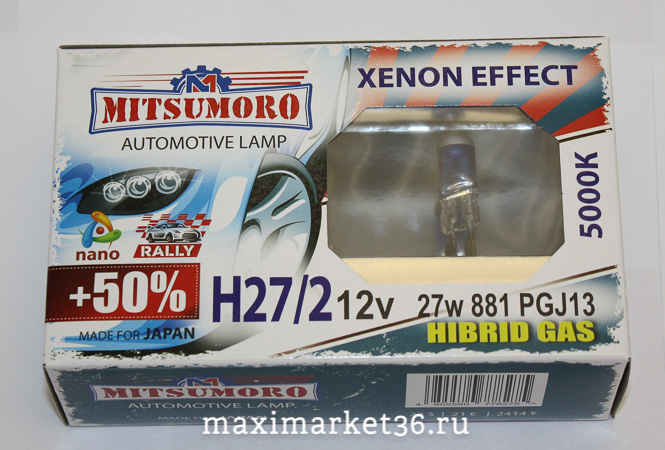 MITSUMORO
AUTOMOTIVE LAMP
XENON EFFECT
5000K
nano
RALLY
+50%
MADE FOR JAPAN
H27/2 12v 27w 881 PGJ13
HIBRID GAS
MITSUMORO
AUTOMOTIVE LAMP
maximarket36.ru